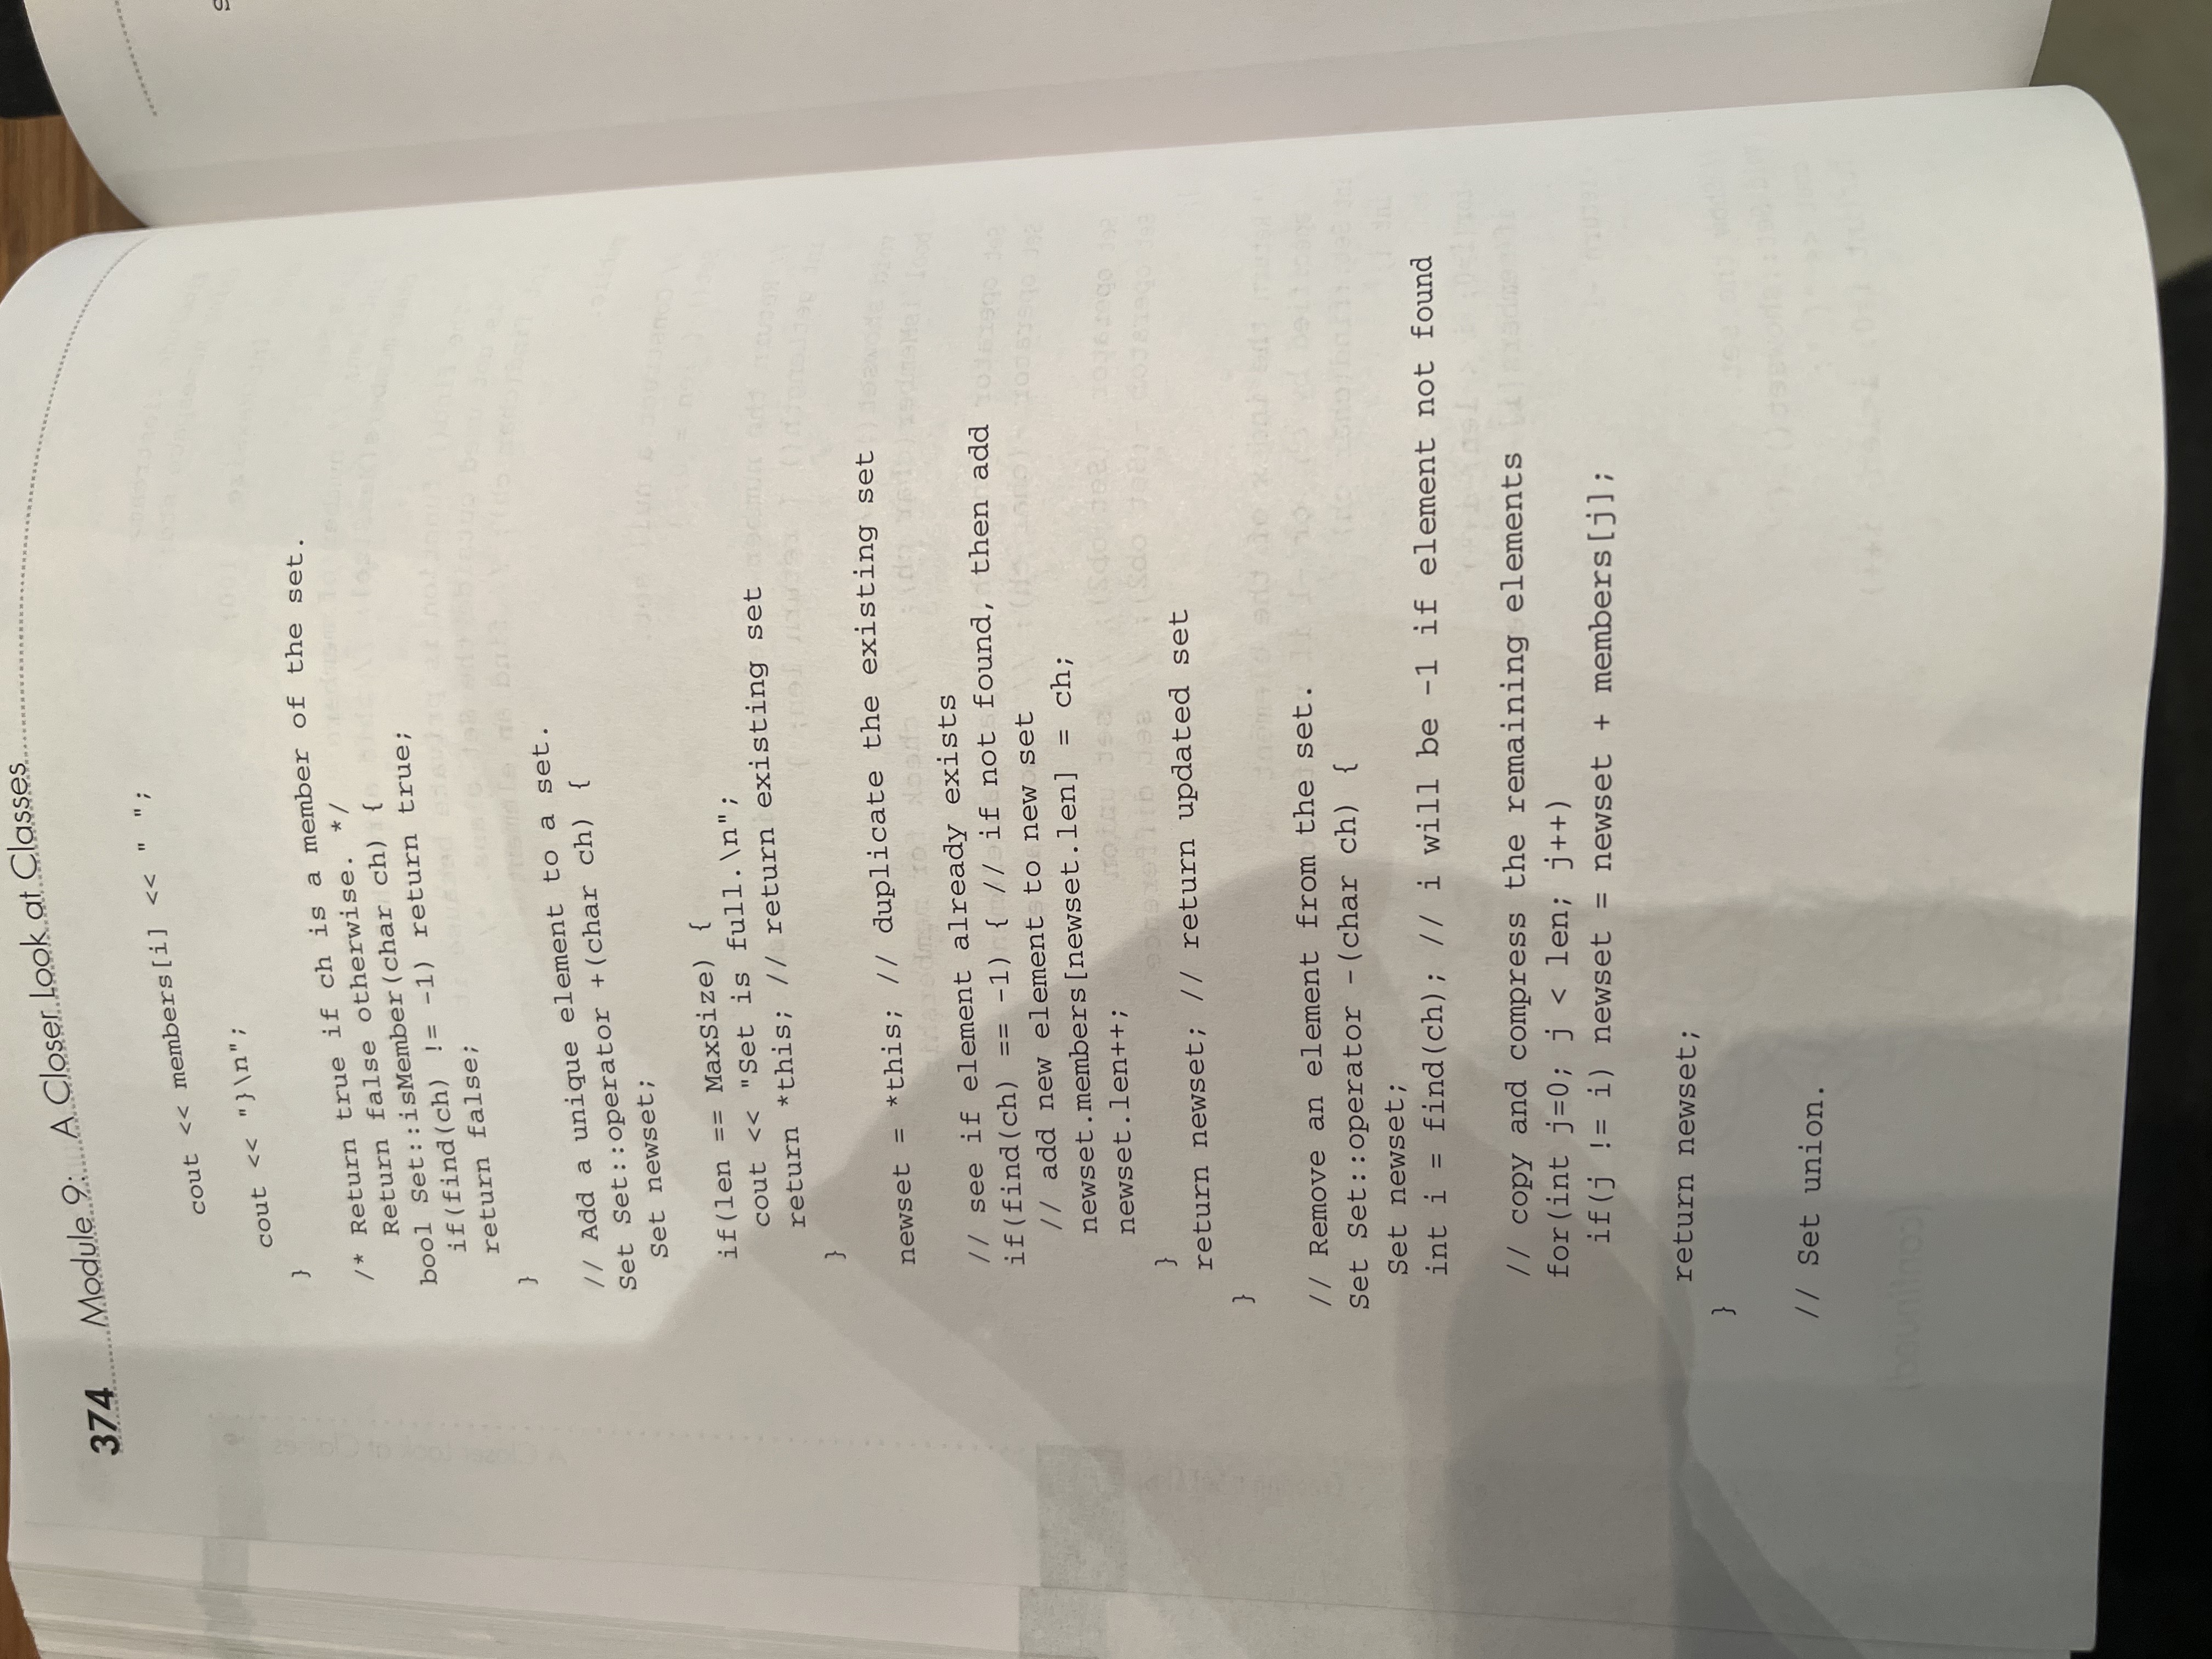 374 Module 9: A Closer Look at Classes
cout << members[i] << " ";
cout << "}\n";
}
/* Return true if ch is a member of the set.
Return false otherwise. */
bool Set::isMember(char ch) {
if(find(ch) != -1) return true;
return false;
}
// Add a unique element to a set.
Set Set::operator +(char ch) {
Set newset;
if(len == MaxSize) {
cout << "Set is full.\n";
return *this; // return existing set
}
newset = *this; // duplicate the existing set
// see if element already exists
if(find(ch) == -1) { // if not found, then add
// add new element to new set
newset.members[newset.len] = ch;
newset.len++;
}
return newset; // return updated set
}
// Remove an element from the set.
Set Set::operator -(char ch) {
Set newset;
int i = find(ch); // i will be -1 if element not found
// copy and compress the remaining elements
for(int j=0; j < len; j++)
if(j != i) newset = newset + members[j];
return newset;
}
// Set union.